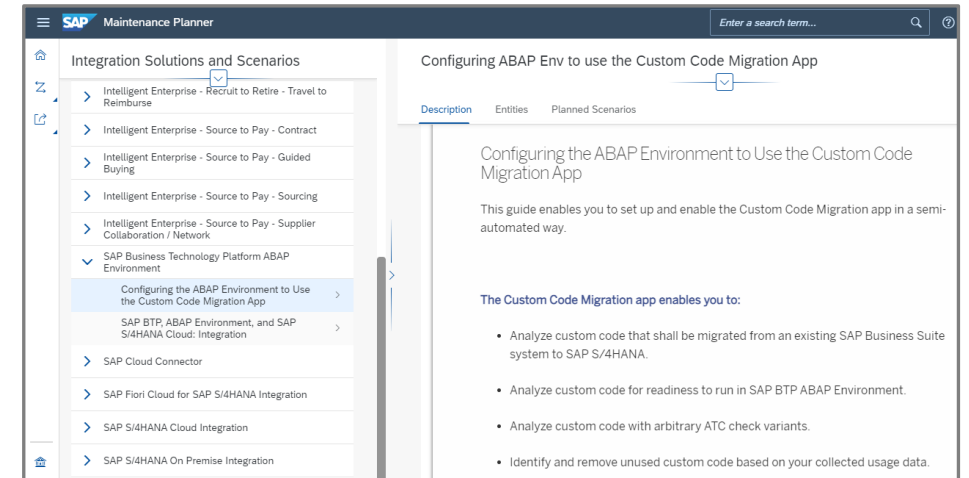 SAP Maintenance Planner
Enter a search term...
Integration Solutions and Scenarios
Intelligent Enterprise - Recruit to Retire - Travel to
Reimburse
Intelligent Enterprise - Source to Pay - Contract
Intelligent Enterprise - Source to Pay - Guided
Buying
Intelligent Enterprise - Source to Pay - Sourcing
Intelligent Enterprise - Source to Pay - Supplier
Collaboration / Network
SAP Business Technology Platform ABAP
Environment
Configuring the ABAP Environment to Use
the Custom Code Migration App
SAP BTP, ABAP Environment, and SAP
S/4HANA Cloud: Integration
SAP Cloud Connector
SAP Fiori Cloud for SAP S/4HANA Integration
SAP S/4HANA Cloud Integration
SAP S/4HANA On Premise Integration
Configuring ABAP Env to use the Custom Code Migration App
Description Entities Planned Scenarios
Configuring the ABAP Environment to Use the Custom Code
Migration App
This guide enables you to set up and enable the Custom Code Migration app in a semi-
automated way.
The Custom Code Migration app enables you to:
• Analyze custom code that shall be migrated from an existing SAP Business Suite
system to SAP S/4HANA.
• Analyze custom code for readiness to run in SAP BTP ABAP Environment.
• Analyze custom code with arbitrary ATC check variants.
• Identify and remove unused custom code based on your collected usage data.